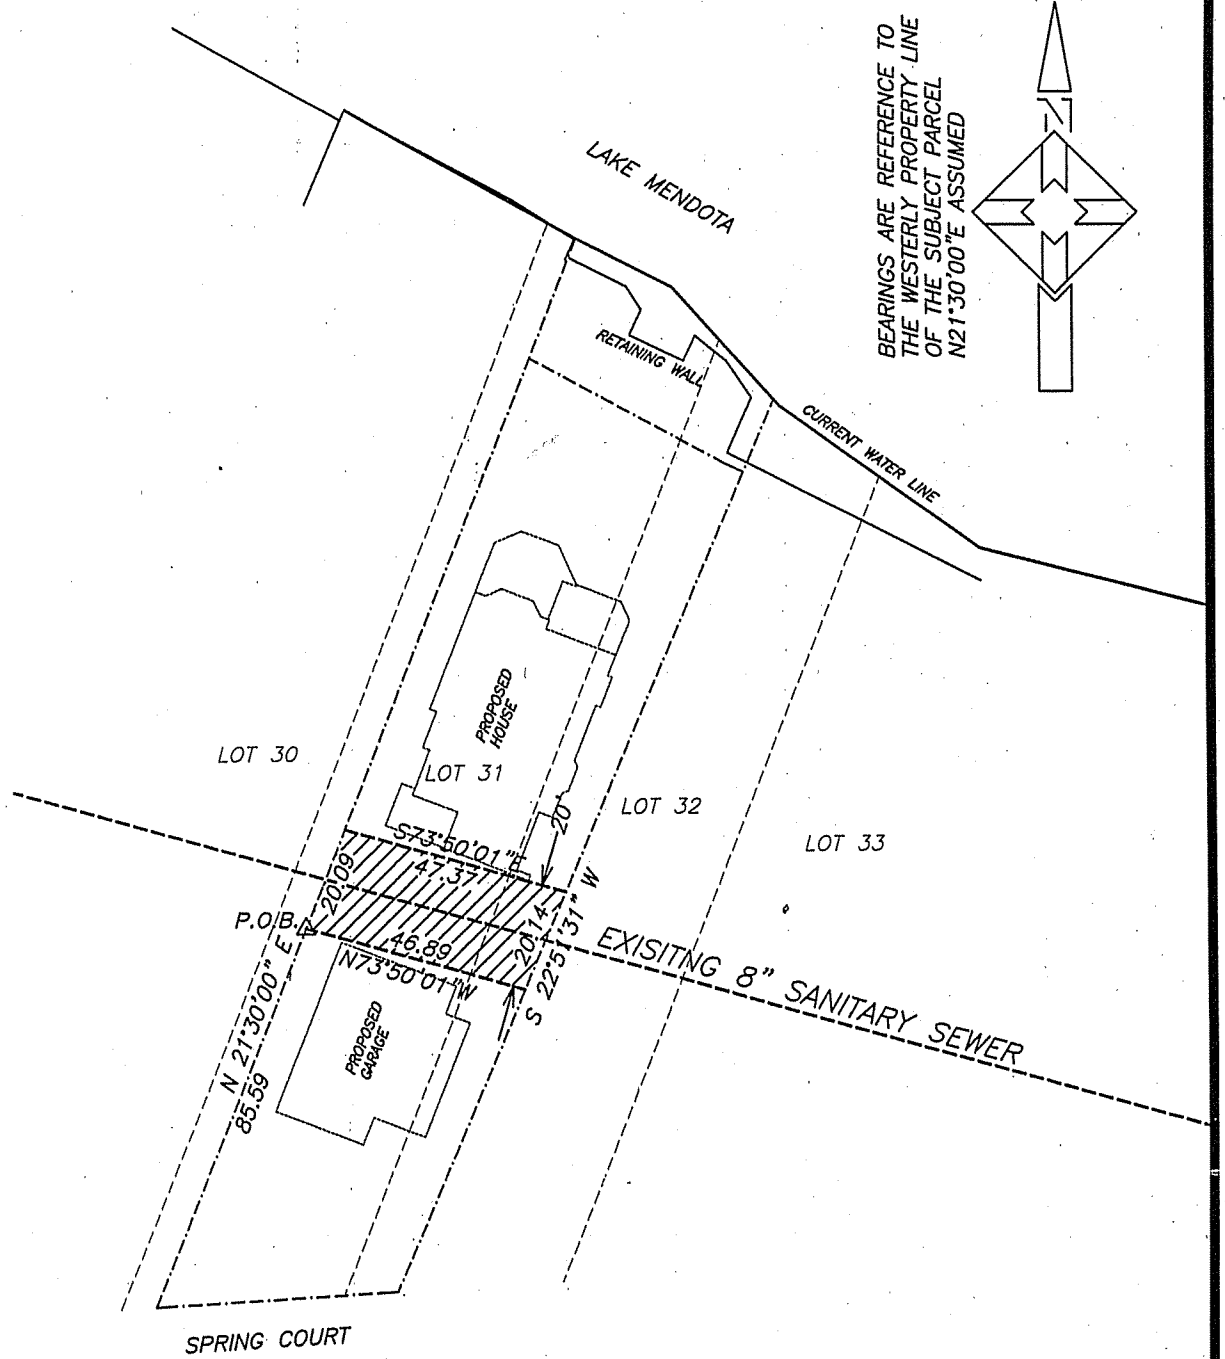 BEARINGS ARE REFERENCE TO
THE WESTERLY PROPERTY LINE
OF THE SUBJECT PARCEL
N21°30'00"E ASSUMED
N
LAKE MENDOTA
RETAINING WALL
CURRENT WATER LINE
PROPOSED
HOUSE
LOT 30
LOT 31
LOT 32
LOT 33
20'
S73°50'01"E
47.37
20.09
P.O.B.
46.89
N73°50'01"W
20.14
S 22°51'31" W
EXISITNG 8" SANITARY SEWER
N 21°30'00" E
85.59
PROPOSED
GARAGE
SPRING COURT